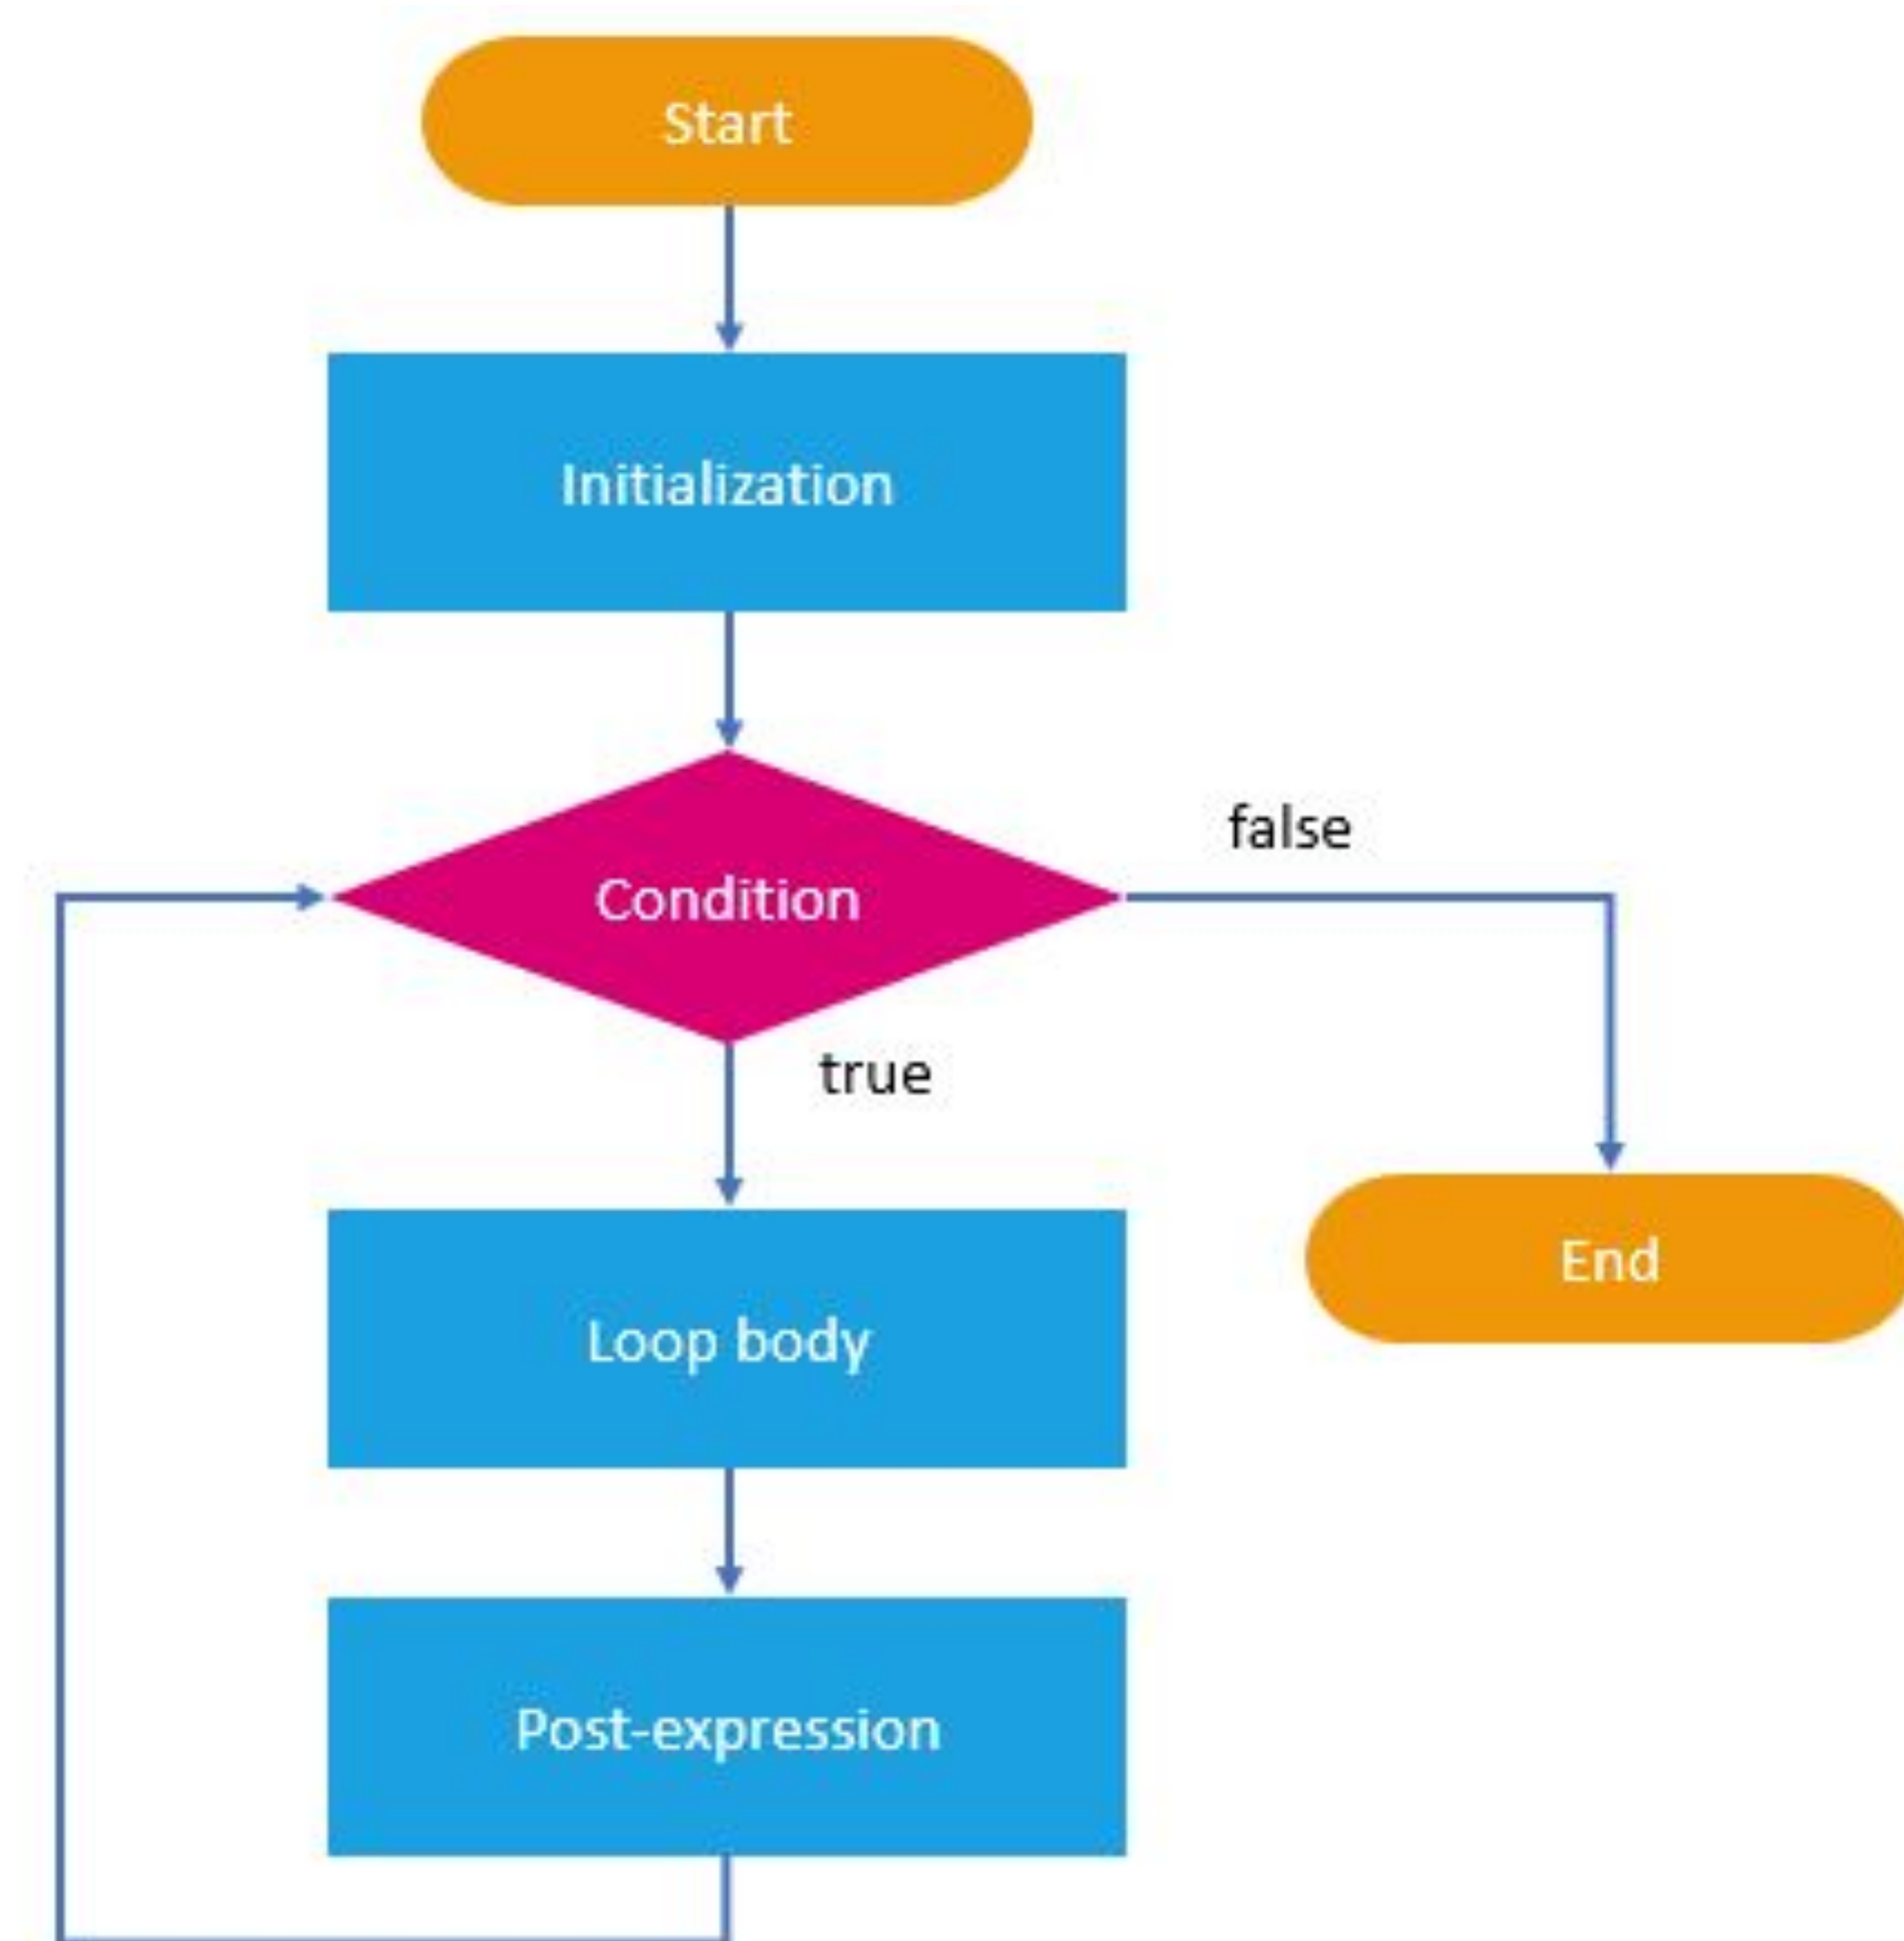 Start
Initialization
Condition
false
true
Loop body
End
Post-expression